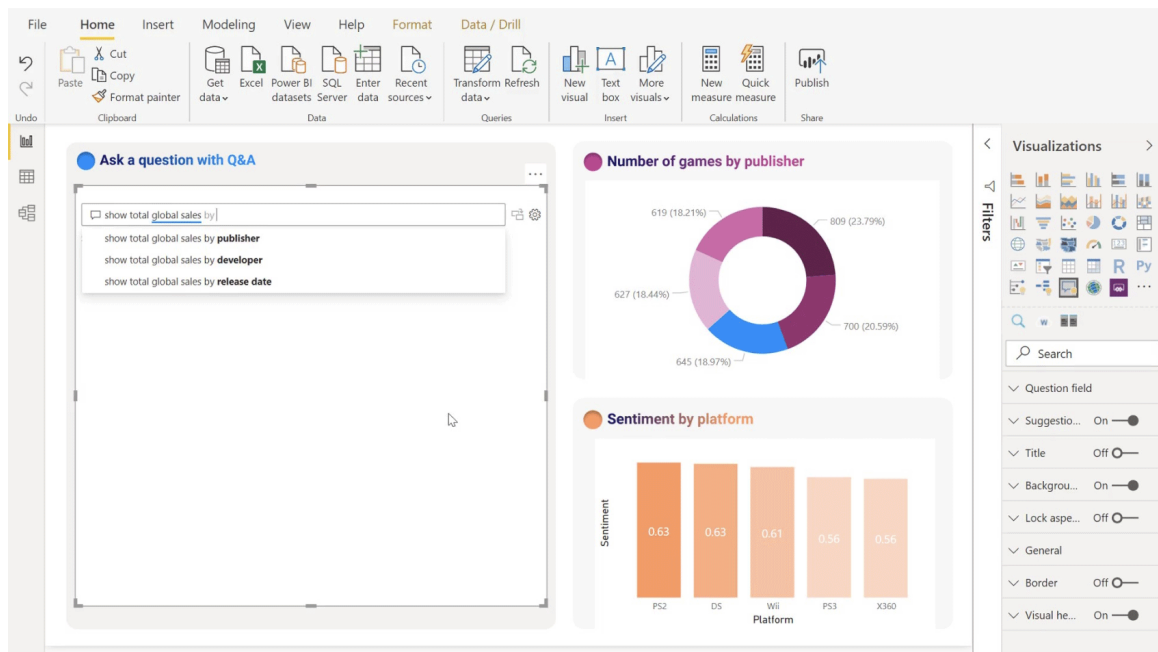 File Home Insert Modeling View Help Format Data / Drill
Paste
Cut
Copy
Format painter
Get data
Excel
Power BI datasets
SQL Server
Enter data
Recent sources
Transform data
Refresh
New visual
Text box
More visuals
New measure
Quick measure
Publish
Undo Clipboard Data Queries Insert Calculations Share
Ask a question with Q&A
show total global sales by
show total global sales by publisher
show total global sales by developer
show total global sales by release date
Number of games by publisher
619 (18.21%)
809 (23.79%)
627 (18.44%)
700 (20.59%)
645 (18.97%)
Sentiment by platform
Sentiment
0.63 0.63 0.61 0.56 0.56
PS2 DS Wii PS3 X360
Platform
Filters
Visualizations
R Py
Search
Question field
Suggestio... On
Title Off
Backgrou... On
Lock aspe... Off
General
Border Off
Visual he... On